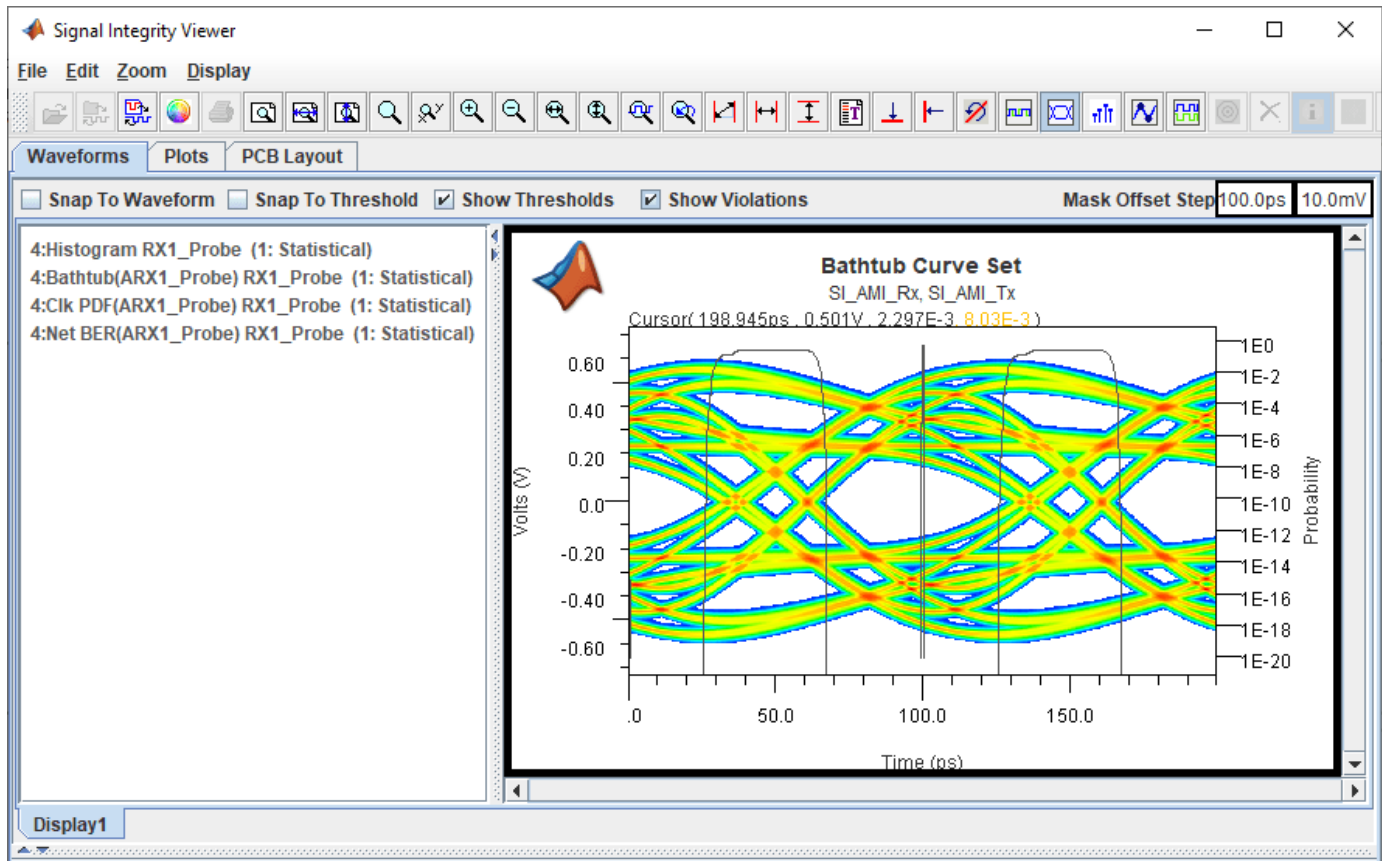 Signal Integrity Viewer
File Edit Zoom Display
Waveforms Plots PCB Layout
Snap To Waveform Snap To Threshold Show Thresholds Show Violations Mask Offset Step 100.0ps 10.0mV
4:Histogram RX1_Probe (1: Statistical)
4:Bathtub(ARX1_Probe) RX1_Probe (1: Statistical)
4:Clk PDF(ARX1_Probe) RX1_Probe (1: Statistical)
4:Net BER(ARX1_Probe) RX1_Probe (1: Statistical)
Bathtub Curve Set
SI_AMI_Rx, SI_AMI_Tx
Cursor( 198.945ps , 0.501V , 2.297E-3, 8.03E-3 )
Volts (V)
0.60
0.40
0.20
0.0
-0.20
-0.40
-0.60
1E0
1E-2
1E-4
1E-6
1E-8
1E-10
1E-12
1E-14
1E-16
1E-18
1E-20
Probability
.0 50.0 100.0 150.0
Time (ps)
Display1